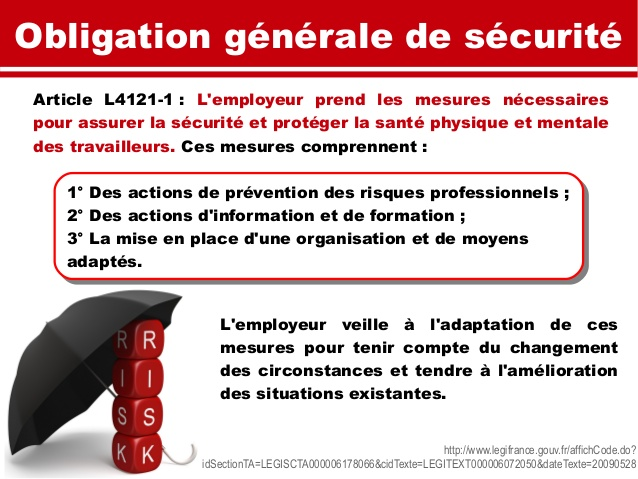 Obligation générale de sécurité
Article L4121-1 : L'employeur prend les mesures nécessaires
pour assurer la sécurité et protéger la santé physique et mentale
des travailleurs. Ces mesures comprennent :
1° Des actions de prévention des risques professionnels ;
2° Des actions d'information et de formation ;
3° La mise en place d'une organisation et de moyens
adaptés.
L'employeur veille à l'adaptation de ces
mesures pour tenir compte du changement
des circonstances et tendre à l'amélioration
des situations existantes.
R R
I I
S S
K K
http://www.legifrance.gouv.fr/affichCode.do?
idSectionTA=LEGISCTA000006178066&cidTexte=LEGITEXT000006072050&dateTexte=20090528